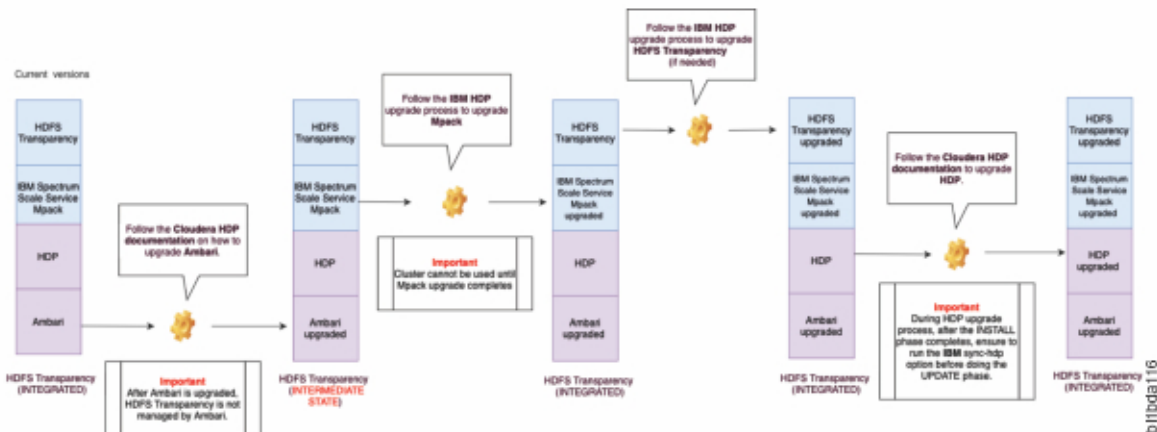 Current versions
HDFS
Transparency
IBM Spectrum
Scale Service
Mpack
HDP
Ambari
HDFS Transparency
(INTEGRATED)
Follow the Cloudera HDP
documentation on how to
upgrade Ambari.
Important
After Ambari is upgraded,
HDFS Transparency is not
managed by Ambari.
HDFS
Transparency
IBM Spectrum
Scale Service
Mpack
HDP
Ambari
upgraded
HDFS Transparency
(INTERMEDIATE
STATE)
Follow the IBM HDP
upgrade process to upgrade
Mpack
Important
Cluster cannot be used until
Mpack upgrade completes
HDFS
Transparency
IBM Spectrum
Scale Service
Mpack
upgraded
HDP
Ambari
upgraded
HDFS Transparency
(INTEGRATED)
Follow the IBM HDP
upgrade process to upgrade
HDFS Transparency
(if needed)
HDFS
Transparency
upgraded
IBM Spectrum
Scale Service
Mpack
upgraded
HDP
Ambari
upgraded
HDFS Transparency
(INTEGRATED)
Follow the Cloudera HDP
documentation to upgrade
HDP.
Important
During HDP upgrade
process, after the INSTALL
phase completes, ensure to
run the IBM sync-hdp
option before doing the
UPDATE phase.
HDFS
Transparency
upgraded
IBM Spectrum
Scale Service
Mpack
upgraded
HDP
upgraded
Ambari
upgraded
HDFS Transparency
(INTEGRATED)
bl1bda116